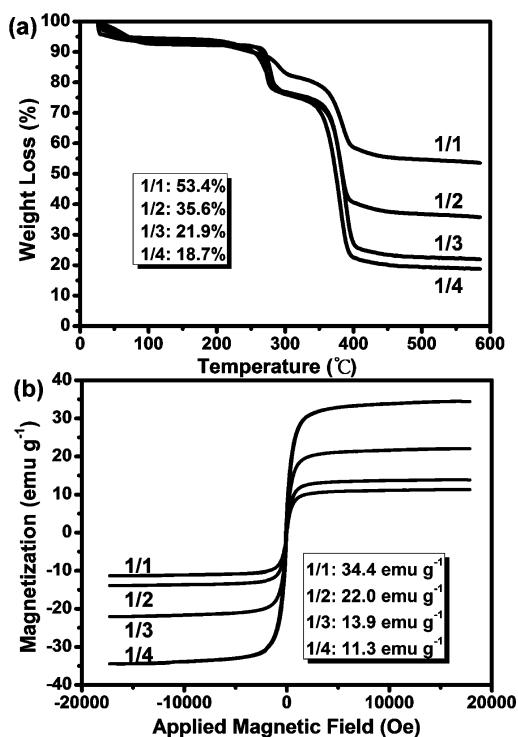 (a)
100
90
80
70
60
50
40
30
20
10
0
Weight Loss (%)
1/1
1/2
1/3
1/4
1/1: 53.4%
1/2: 35.6%
1/3: 21.9%
1/4: 18.7%
0 100 200 300 400 500 600
Temperature (℃)
(b)
40
30
20
10
0
-10
-20
-30
-40
Magnetization (emu g⁻¹)
1/1
1/2
1/3
1/4
1/1: 34.4 emu g⁻¹
1/2: 22.0 emu g⁻¹
1/3: 13.9 emu g⁻¹
1/4: 11.3 emu g⁻¹
-20000 -10000 0 10000 20000
Applied Magnetic Field (Oe)